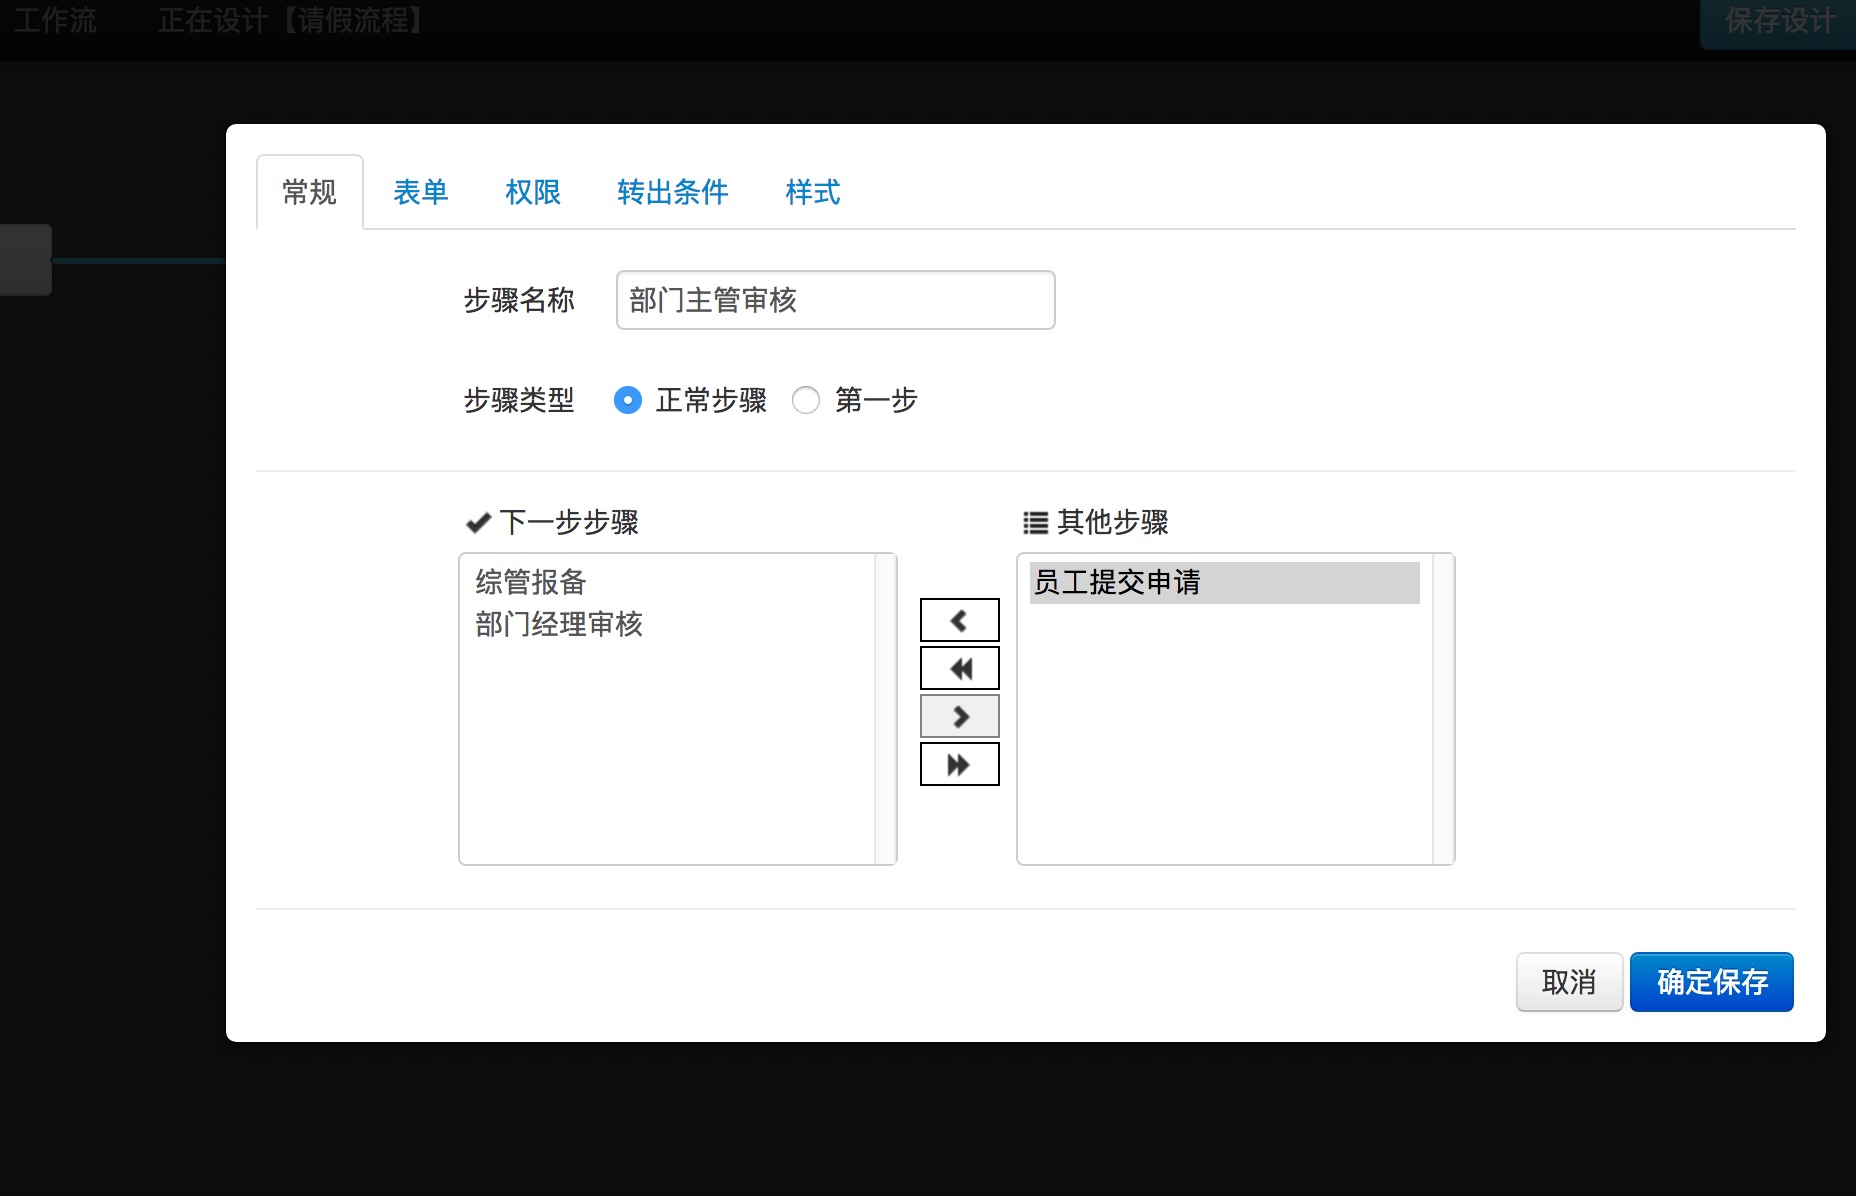 工作流 正在设计【请假流程】 保存设计
常规 表单 权限 转出条件 样式
步骤名称 部门主管审核
步骤类型 正常步骤 第一步
下一步步骤
综管报备
部门经理审核
其他步骤
员工提交申请
取消 确定保存